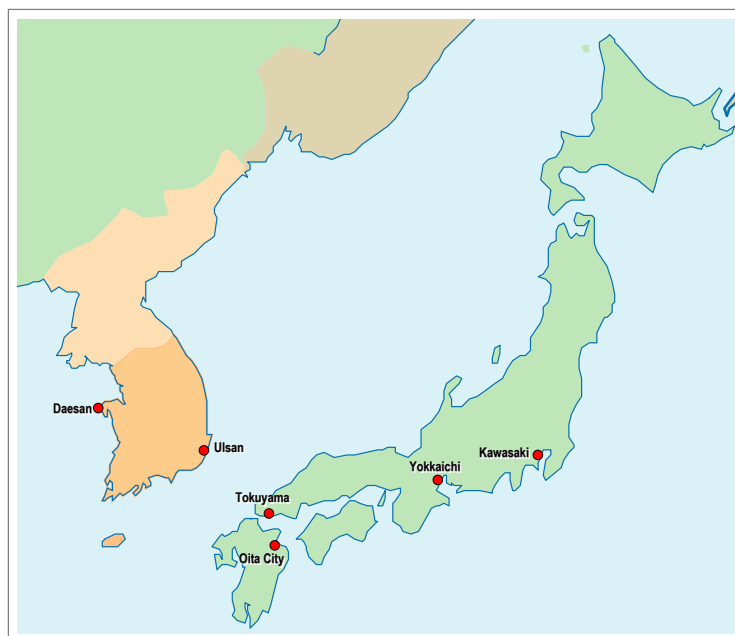 Daesan
Ulsan
Kawasaki
Yokkaichi
Tokuyama
Oita City